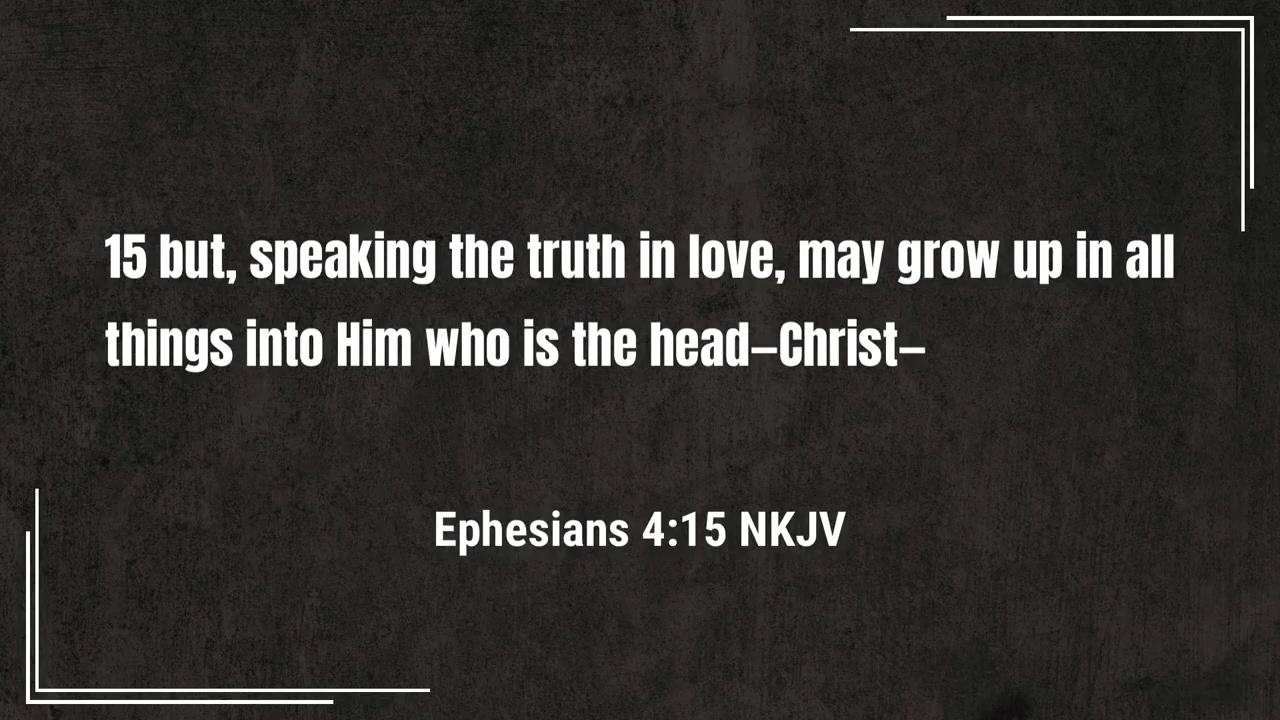 15 but, speaking the truth in love, may grow up in all
things into Him who is the head—Christ—
Ephesians 4:15 NKJV